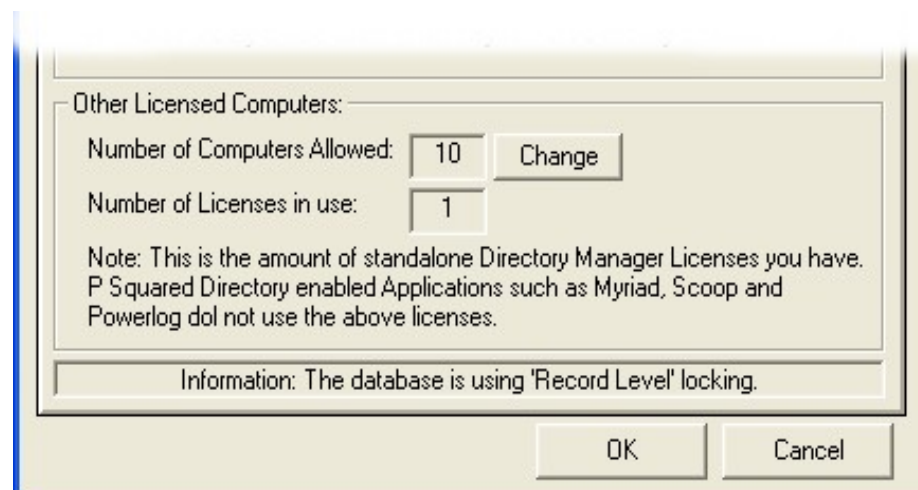 Other Licensed Computers:
Number of Computers Allowed: 10 Change
Number of Licenses in use: 1
Note: This is the amount of standalone Directory Manager Licenses you have.
P Squared Directory enabled Applications such as Myriad, Scoop and
Powerlog dol not use the above licenses.
Information: The database is using 'Record Level' locking.
OK Cancel